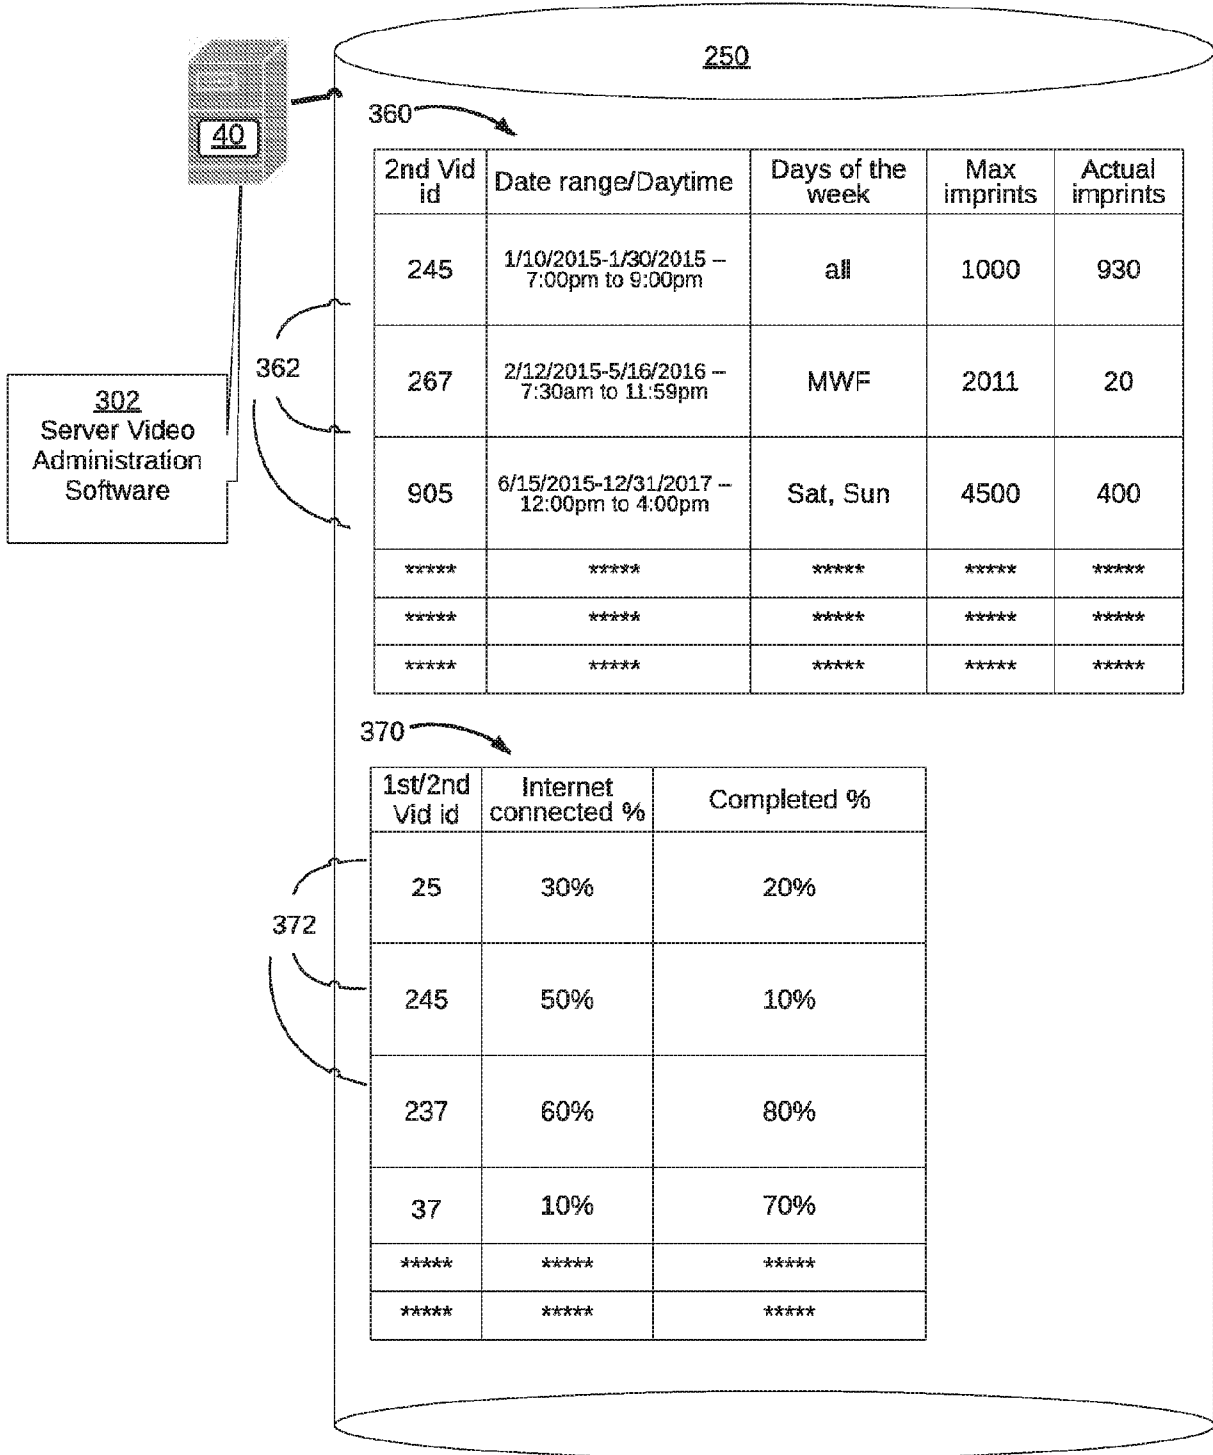 250
40
360
2nd Vid id
Date range/Daytime
Days of the week
Max imprints
Actual imprints
245
1/10/2015-1/30/2015 –
7:00pm to 9:00pm
all
1000
930
362
267
2/12/2015-5/16/2016 –
7:30am to 11:59pm
MWF
2011
20
302
Server Video
Administration
Software
905
6/15/2015-12/31/2017 –
12:00pm to 4:00pm
Sat, Sun
4500
400
***** ***** ***** ***** *****
***** ***** ***** ***** *****
***** ***** ***** ***** *****
370
1st/2nd
Vid id
Internet
connected %
Completed %
25
30%
20%
372
245
50%
10%
237
60%
80%
37
10%
70%
***** ***** *****
***** ***** *****